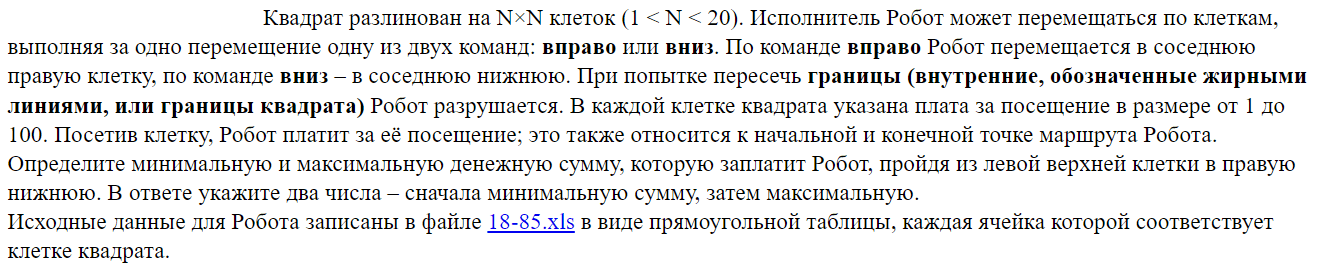 Квадрат разлинован на N×N клеток (1 < N < 20). Исполнитель Робот может перемещаться по клеткам,
выполняя за одно перемещение одну из двух команд: вправо или вниз. По команде вправо Робот перемещается в соседнюю
правую клетку, по команде вниз – в соседнюю нижнюю. При попытке пересечь границы (внутренние, обозначенные жирными
линиями, или границы квадрата) Робот разрушается. В каждой клетке квадрата указана плата за посещение в размере от 1 до
100. Посетив клетку, Робот платит за её посещение; это также относится к начальной и конечной точке маршрута Робота.
Определите минимальную и максимальную денежную сумму, которую заплатит Робот, пройдя из левой верхней клетки в правую
нижнюю. В ответе укажите два числа – сначала минимальную сумму, затем максимальную.
Исходные данные для Робота записаны в файле 18-85.xls в виде прямоугольной таблицы, каждая ячейка которой соответствует
клетке квадрата.